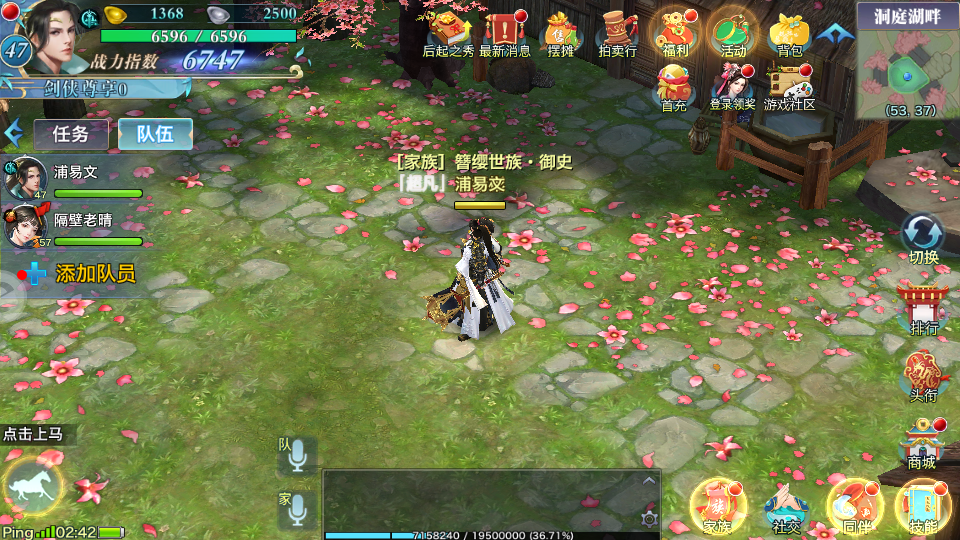 1368
2500
6596 / 6596
47
战力指数 6747
剑侠尊享0
后起之秀
最新消息
摆摊
拍卖行
福利
活动
背包
洞庭湖畔
(53, 37)
首充
登录领奖
游戏社区
任务
队伍
浦易文
47
隔壁老晴
57
添加队员
[家族] 簪缨世族·御史
「超凡」浦易文
切换
排行
头衔
商城
点击上马
队
家
家族
社交
同伴
技能
Ping
02:42
7158240 / 19500000 (36.71%)